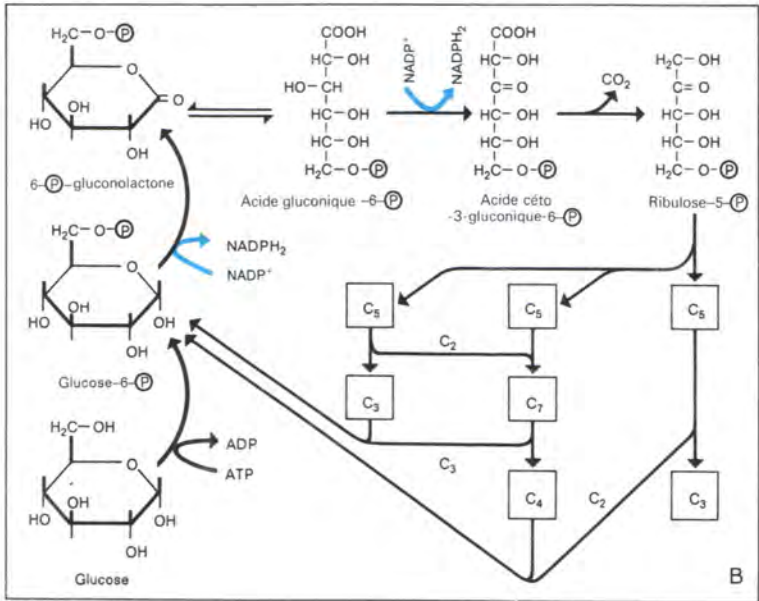 H₂C–O–Ⓟ
O
O
HO
OH
OH
6–Ⓟ–gluconolactone
COOH
HC–OH
HO–CH
HC–OH
HC–OH
H₂C–O–Ⓟ
Acide gluconique -6-Ⓟ
NADP⁺
NADPH₂
COOH
HC–OH
C=O
HC–OH
HC–OH
H₂C–O–Ⓟ
Acide céto
-3-gluconique-6-Ⓟ
CO₂
H₂C–OH
C=O
HC–OH
HC–OH
H₂C–O–Ⓟ
Ribulose-5-Ⓟ
H₂C–O–Ⓟ
O
HO
OH
OH
OH
Glucose-6-Ⓟ
NADPH₂
NADP⁺
H₂C–OH
O
HO
OH
OH
OH
Glucose
ADP
ATP
C₅
C₅
C₅
C₂
C₃
C₇
C₃
C₄
C₂
C₃
B